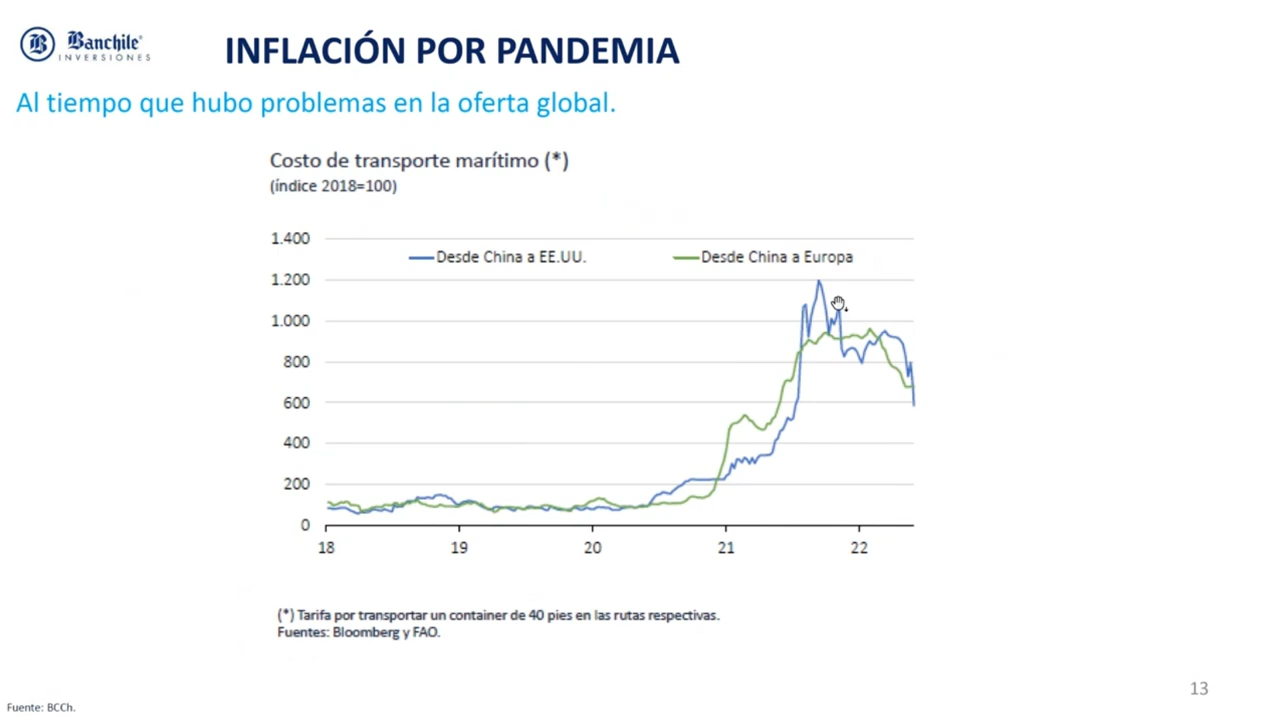 Banchile
INVERSIONES
INFLACIÓN POR PANDEMIA
Al tiempo que hubo problemas en la oferta global.
Costo de transporte marítimo (*)
(índice 2018=100)
1.400
Desde China a EE.UU.
Desde China a Europa
1.200
1.000
800
600
400
200
0
18 19 20 21 22
(*) Tarifa por transportar un container de 40 pies en las rutas respectivas.
Fuentes: Bloomberg y FAO.
13
Fuente: BCCh.